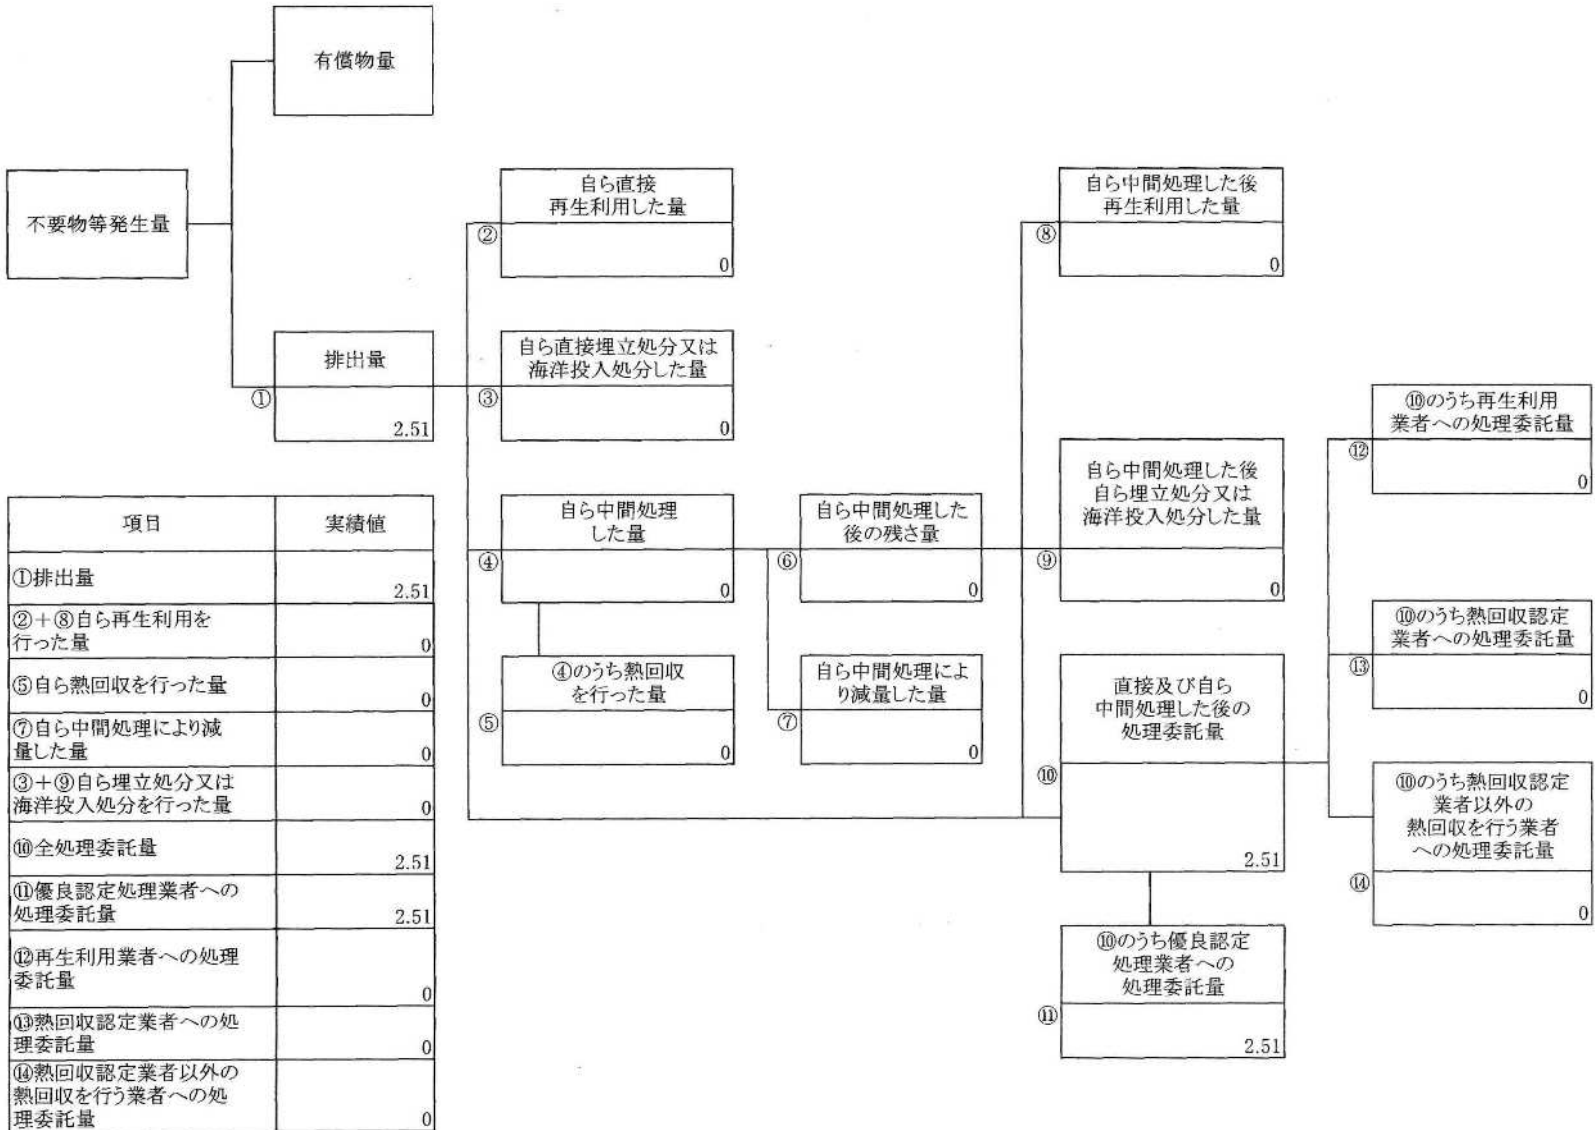 有償物量
不要物等発生量
排出量
①
2.51
自ら直接
再生利用した量
②
0
自ら直接埋立処分又は
海洋投入処分した量
③
0
自ら中間処理
した量
④
0
④のうち熱回収
を行った量
⑤
0
自ら中間処理した
後の残さ量
⑥
0
自ら中間処理によ
り減量した量
⑦
0
自ら中間処理した後
再生利用した量
⑧
0
自ら中間処理した後
自ら埋立処分又は
海洋投入処分した量
⑨
0
直接及び自ら
中間処理した後の
処理委託量
⑩
2.51
⑩のうち優良認定
処理業者への
処理委託量
⑪
2.51
⑩のうち再生利用
業者への処理委託量
⑫
0
⑩のうち熱回収認定
業者への処理委託量
⑬
0
⑩のうち熱回収認定
業者以外の
熱回収を行う業者
への処理委託量
⑭
0
項目 実績値
①排出量
2.51
②+⑧自ら再生利用を
行った量 0
⑤自ら熱回収を行った量
0
⑦自ら中間処理により減
量した量 0
③+⑨自ら埋立処分又は
海洋投入処分を行った量 0
⑩全処理委託量
2.51
⑪優良認定処理業者への
処理委託量 2.51
⑫再生利用業者への処理
委託量
0
⑬熱回収認定業者への処
理委託量 0
⑭熱回収認定業者以外の
熱回収を行う業者への処
理委託量 0